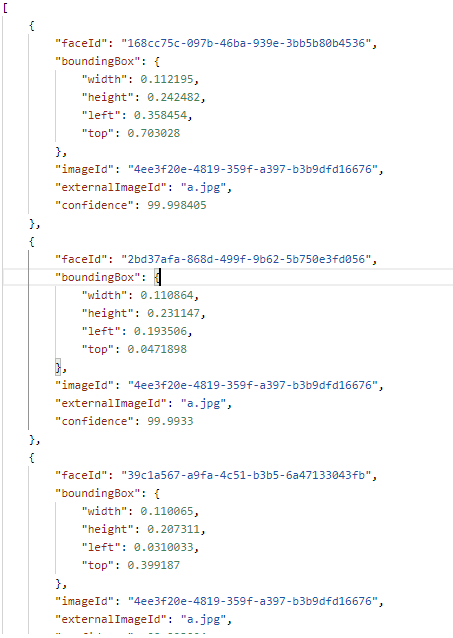 [
{
"faceId": "168cc75c-097b-46ba-939e-3bb5b80b4536",
"boundingBox": {
"width": 0.112195,
"height": 0.242482,
"left": 0.358454,
"top": 0.703028
},
"imageId": "4ee3f20e-4819-359f-a397-b3b9dfd16676",
"externalImageId": "a.jpg",
"confidence": 99.998405
},
{
"faceId": "2bd37afa-868d-499f-9b62-5b750e3fd056",
"boundingBox": {
"width": 0.110864,
"height": 0.231147,
"left": 0.193506,
"top": 0.0471898
},
"imageId": "4ee3f20e-4819-359f-a397-b3b9dfd16676",
"externalImageId": "a.jpg",
"confidence": 99.9933
},
{
"faceId": "39c1a567-a9fa-4c51-b3b5-6a47133043fb",
"boundingBox": {
"width": 0.110065,
"height": 0.207311,
"left": 0.0310033,
"top": 0.399187
},
"imageId": "4ee3f20e-4819-359f-a397-b3b9dfd16676",
"externalImageId": "a.jpg",